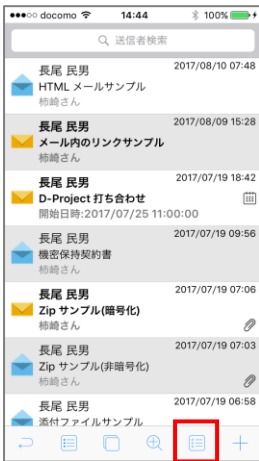 docomo 14:44 100%
送信者検索
長尾 民男 2017/08/10 07:48
HTML メールサンプル
柿崎さん
長尾 民男 2017/08/09 15:28
メール内のリンクサンプル
柿崎さん
長尾 民男 2017/07/19 18:42
D-Project 打ち合わせ
開始日時:2017/07/25 11:00:00
長尾 民男 2017/07/19 09:56
機密保持契約書
柿崎さん
長尾 民男 2017/07/19 07:06
Zip サンプル(暗号化)
柿崎さん
長尾 民男 2017/07/19 07:03
Zip サンプル(非暗号化)
柿崎さん
長尾 民男 2017/07/19 06:58
添付ファイルサンプル